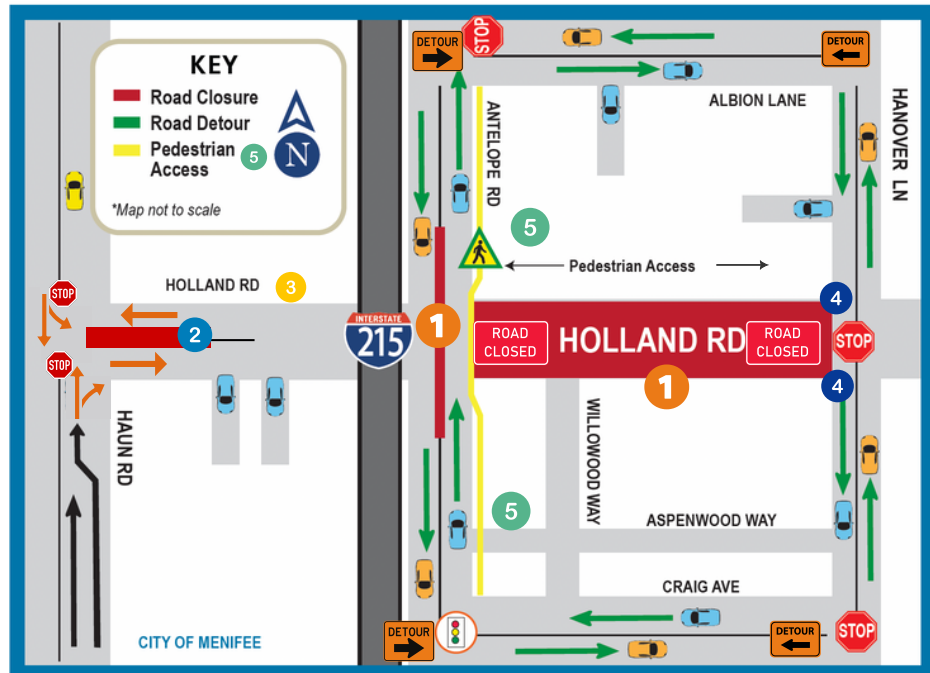 DETOUR
STOP
DETOUR
KEY
Road Closure
Road Detour
Pedestrian
Access
5
N
*Map not to scale
ALBION LANE
HANOVER LN
ANTELOPE RD
5
Pedestrian Access
HOLLAND RD
3
STOP
2
INTERSTATE
215
1
ROAD
CLOSED
HOLLAND RD
ROAD
CLOSED
4
STOP
4
1
STOP
HAUN RD
WILLOWOOD WAY
5
ASPENWOOD WAY
CRAIG AVE
CITY OF MENIFEE
DETOUR
DETOUR
STOP